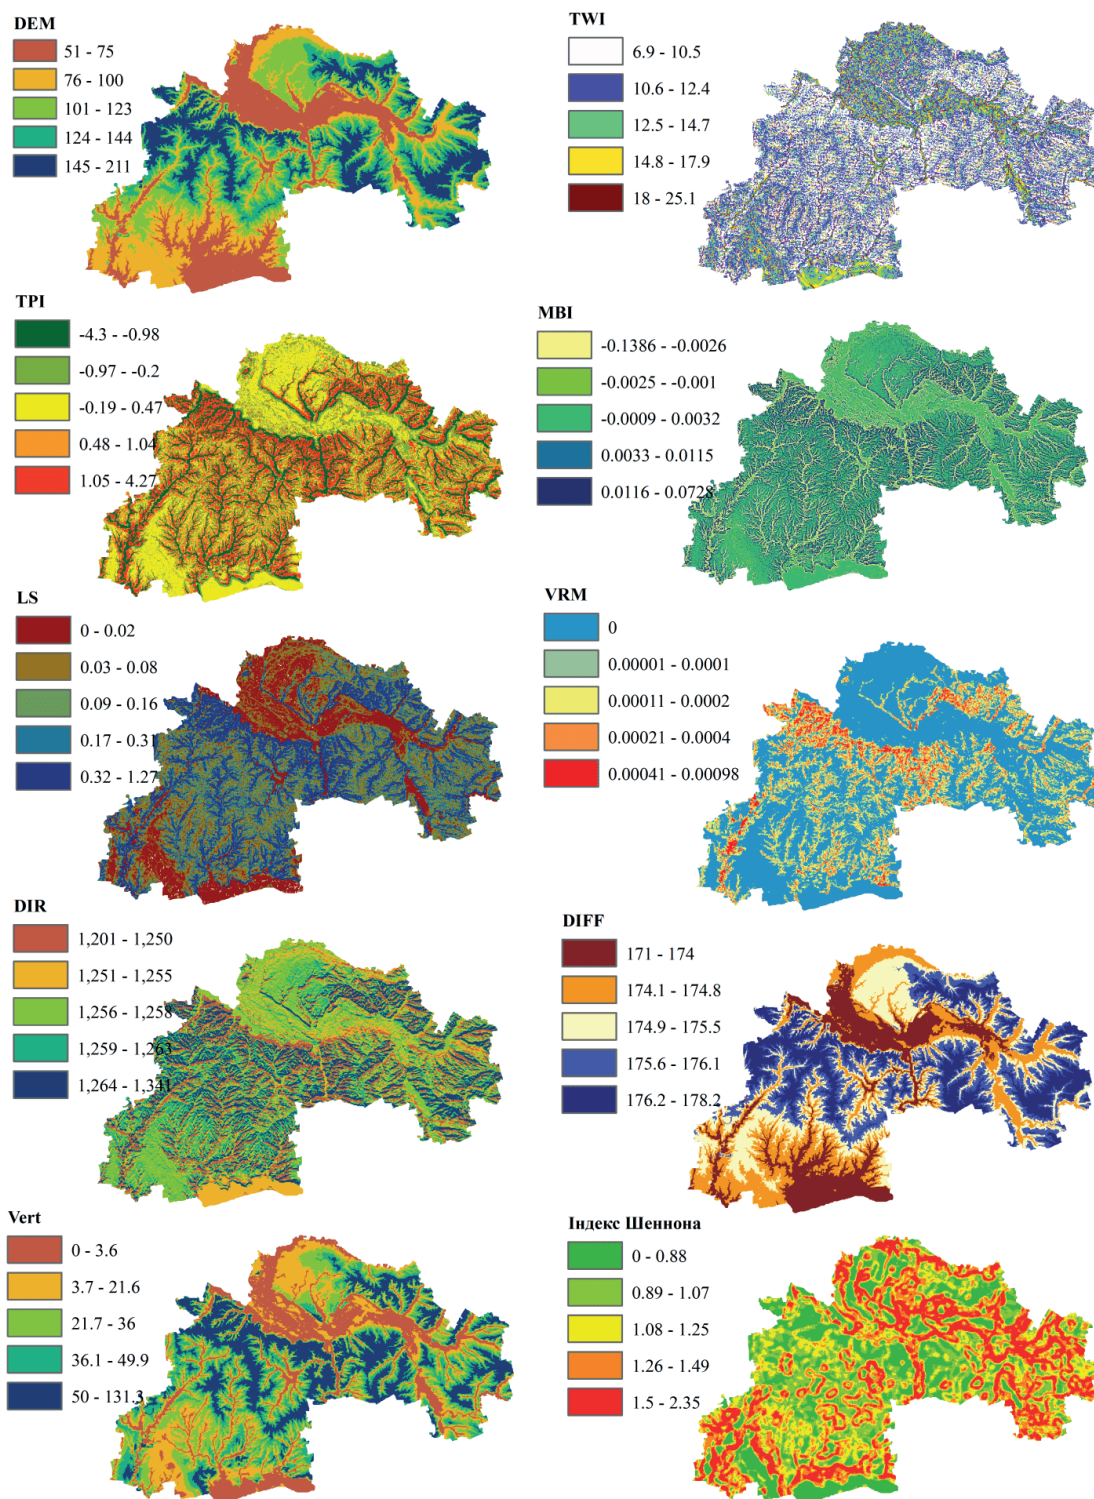 DEM
51 - 75
76 - 100
101 - 123
124 - 144
145 - 211
TWI
6.9 - 10.5
10.6 - 12.4
12.5 - 14.7
14.8 - 17.9
18 - 25.1
TPI
-4.3 - -0.98
-0.97 - -0.2
-0.19 - 0.47
0.48 - 1.04
1.05 - 4.27
MBI
-0.1386 - -0.0026
-0.0025 - -0.001
-0.0009 - 0.0032
0.0033 - 0.0115
0.0116 - 0.0728
LS
0 - 0.02
0.03 - 0.08
0.09 - 0.16
0.17 - 0.31
0.32 - 1.27
VRM
0
0.00001 - 0.0001
0.00011 - 0.0002
0.00021 - 0.0004
0.00041 - 0.00098
DIR
1,201 - 1,250
1,251 - 1,255
1,256 - 1,258
1,259 - 1,263
1,264 - 1,341
DIFF
171 - 174
174.1 - 174.8
174.9 - 175.5
175.6 - 176.1
176.2 - 178.2
Vert
0 - 3.6
3.7 - 21.6
21.7 - 36
36.1 - 49.9
50 - 131.3
Індекс Шеннона
0 - 0.88
0.89 - 1.07
1.08 - 1.25
1.26 - 1.49
1.5 - 2.35